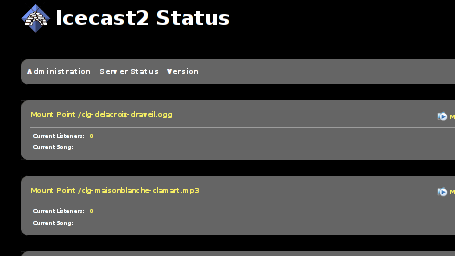 Icecast2 Status
Administration Server Status Version
Mount Point /clg-delacroix-draveil.ogg
M
Current Listeners: 0
Current Song:
Mount Point /clg-maisonblanche-clamart.mp3
M
Current Listeners: 0
Current Song: